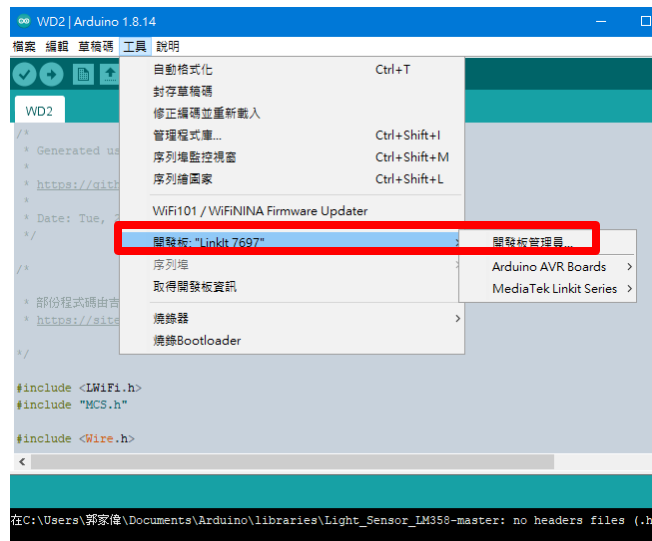 WD2 | Arduino 1.8.14
檔案 編輯 草稿碼 工具 說明
自動格式化 Ctrl+T
封存草稿碼
修正編碼並重新載入
管理程式庫... Ctrl+Shift+I
序列埠監控視窗 Ctrl+Shift+M
序列繪圖家 Ctrl+Shift+L
WiFi101 / WiFiNINA Firmware Updater
開發板: "LinkIt 7697"
序列埠
取得開發板資訊
燒錄器
燒錄Bootloader
開發板管理員...
Arduino AVR Boards
MediaTek Linkit Series
WD2
/*
* Generated us
*
* https://gith
*
* Date: Tue,
*/
/*
* 部份程式碼由吉
* https://site
*/
#include <LWiFi.h>
#include "MCS.h"
#include <Wire.h>
在C:\Users\郭家偉\Documents\Arduino\libraries\Light_Sensor_LM358-master: no headers files (.h